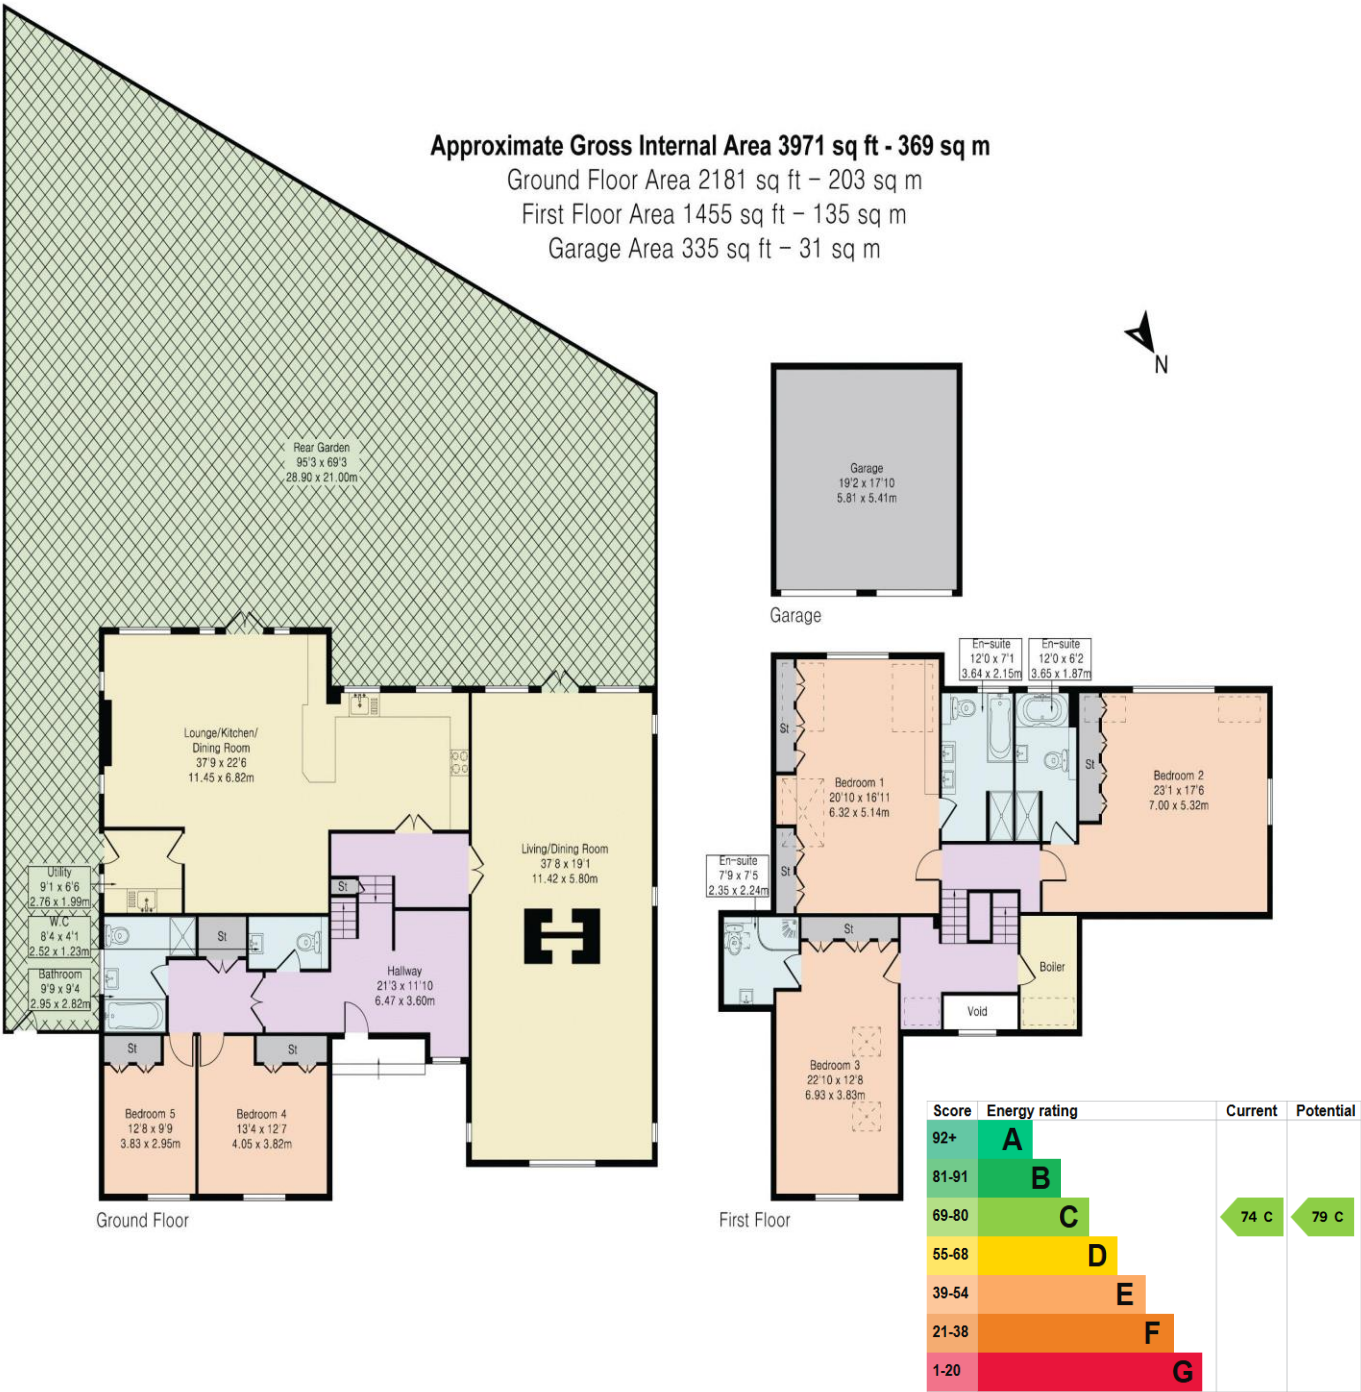 Approximate Gross Internal Area 3971 sq ft - 369 sq m
Ground Floor Area 2181 sq ft – 203 sq m
First Floor Area 1455 sq ft – 135 sq m
Garage Area 335 sq ft – 31 sq m
N
Rear Garden
95'3 x 69'3
28.90 x 21.00m
Garage
19'2 x 17'10
5.81 x 5.41m
Garage
Lounge/Kitchen/
Dining Room
37'9 x 22'6
11.45 x 6.82m
Living/Dining Room
37'8 x 19'1
11.42 x 5.80m
Utility
9'1 x 6'6
2.76 x 1.99m
W.C
8'4 x 4'1
2.52 x 1.23m
Bathroom
9'9 x 9'4
2.95 x 2.82m
St
St
Hallway
21'3 x 11'10
6.47 x 3.60m
St
St
Bedroom 5
12'8 x 9'9
3.83 x 2.95m
Bedroom 4
13'4 x 12'7
4.05 x 3.82m
Ground Floor
En-suite
12'0 x 7'1
3.64 x 2.15m
En-suite
12'0 x 6'2
3.65 x 1.87m
St
Bedroom 1
20'10 x 16'11
6.32 x 5.14m
St
St
Bedroom 2
23'1 x 17'6
7.00 x 5.32m
En-suite
7'9 x 7'5
2.35 x 2.24m
St
Boiler
Void
Bedroom 3
22'10 x 12'8
6.93 x 3.83m
First Floor
Score Energy rating Current Potential
92+ A
81-91 B
69-80 C 74 C 79 C
55-68 D
39-54 E
21-38 F
1-20 G